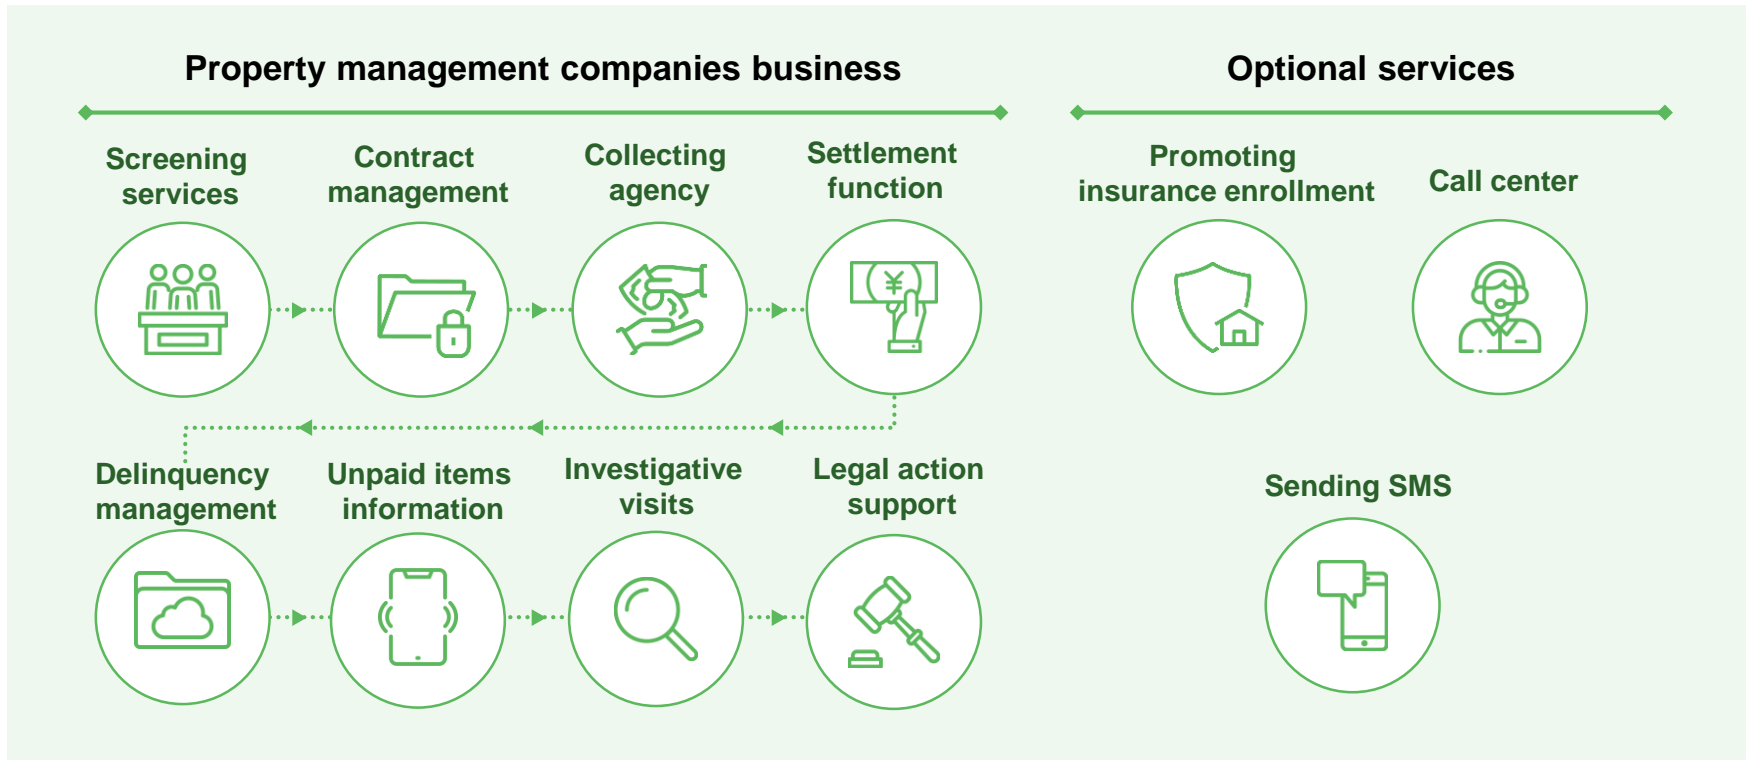 Property management companies business
Screening
services
Contract
management
Collecting
agency
Settlement
function
¥
Delinquency
management
Unpaid items
information
Investigative
visits
Legal action
support
Optional services
Promoting
insurance enrollment
Call center
Sending SMS